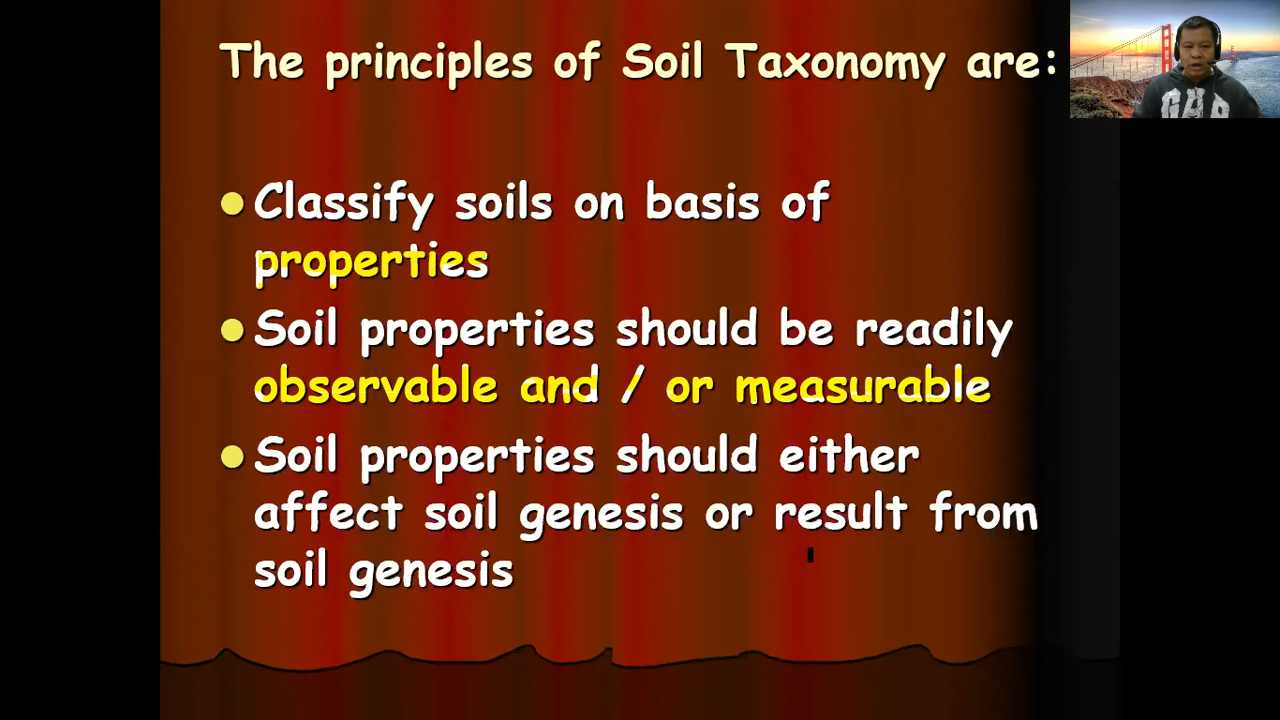 The principles of Soil Taxonomy are:
GAP
Classify soils on basis of
properties
Soil properties should be readily
observable and / or measurable
Soil properties should either
affect soil genesis or result from
soil genesis